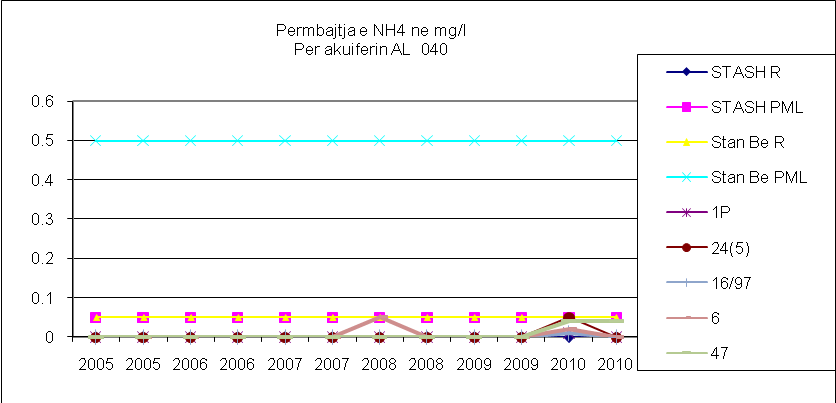 Permbajtja e NH4 ne mg/l
Per akuiferin AL 040
0.6
0.5
0.4
0.3
0.2
0.1
0
2005 2005 2006 2006 2007 2007 2008 2008 2009 2009 2010 2010
STASH R
STASH PML
Stan Be R
Stan Be PML
1P
24(5)
16/97
6
47